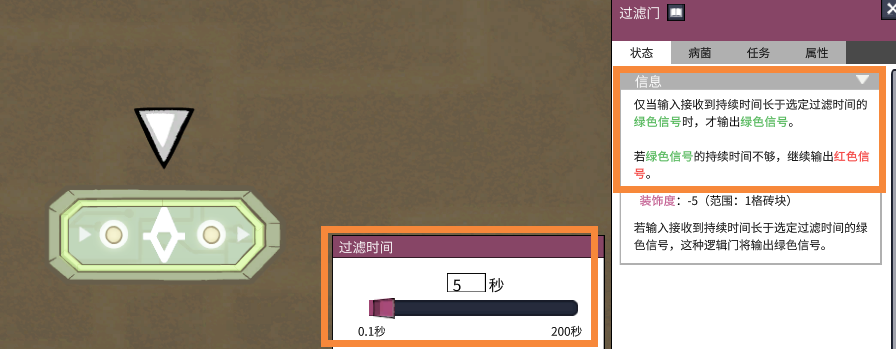 过滤门
状态 病菌 任务 属性
信息
仅当输入接收到持续时间长于选定过滤时间的
绿色信号时，才输出绿色信号。
若绿色信号的持续时间不够，继续输出红色信
号。
装饰度：-5（范围：1格砖块）
若输入接收到持续时间长于选定过滤时间的绿
色信号，这种逻辑门将输出绿色信号。
过滤时间
5 秒
0.1秒 200秒